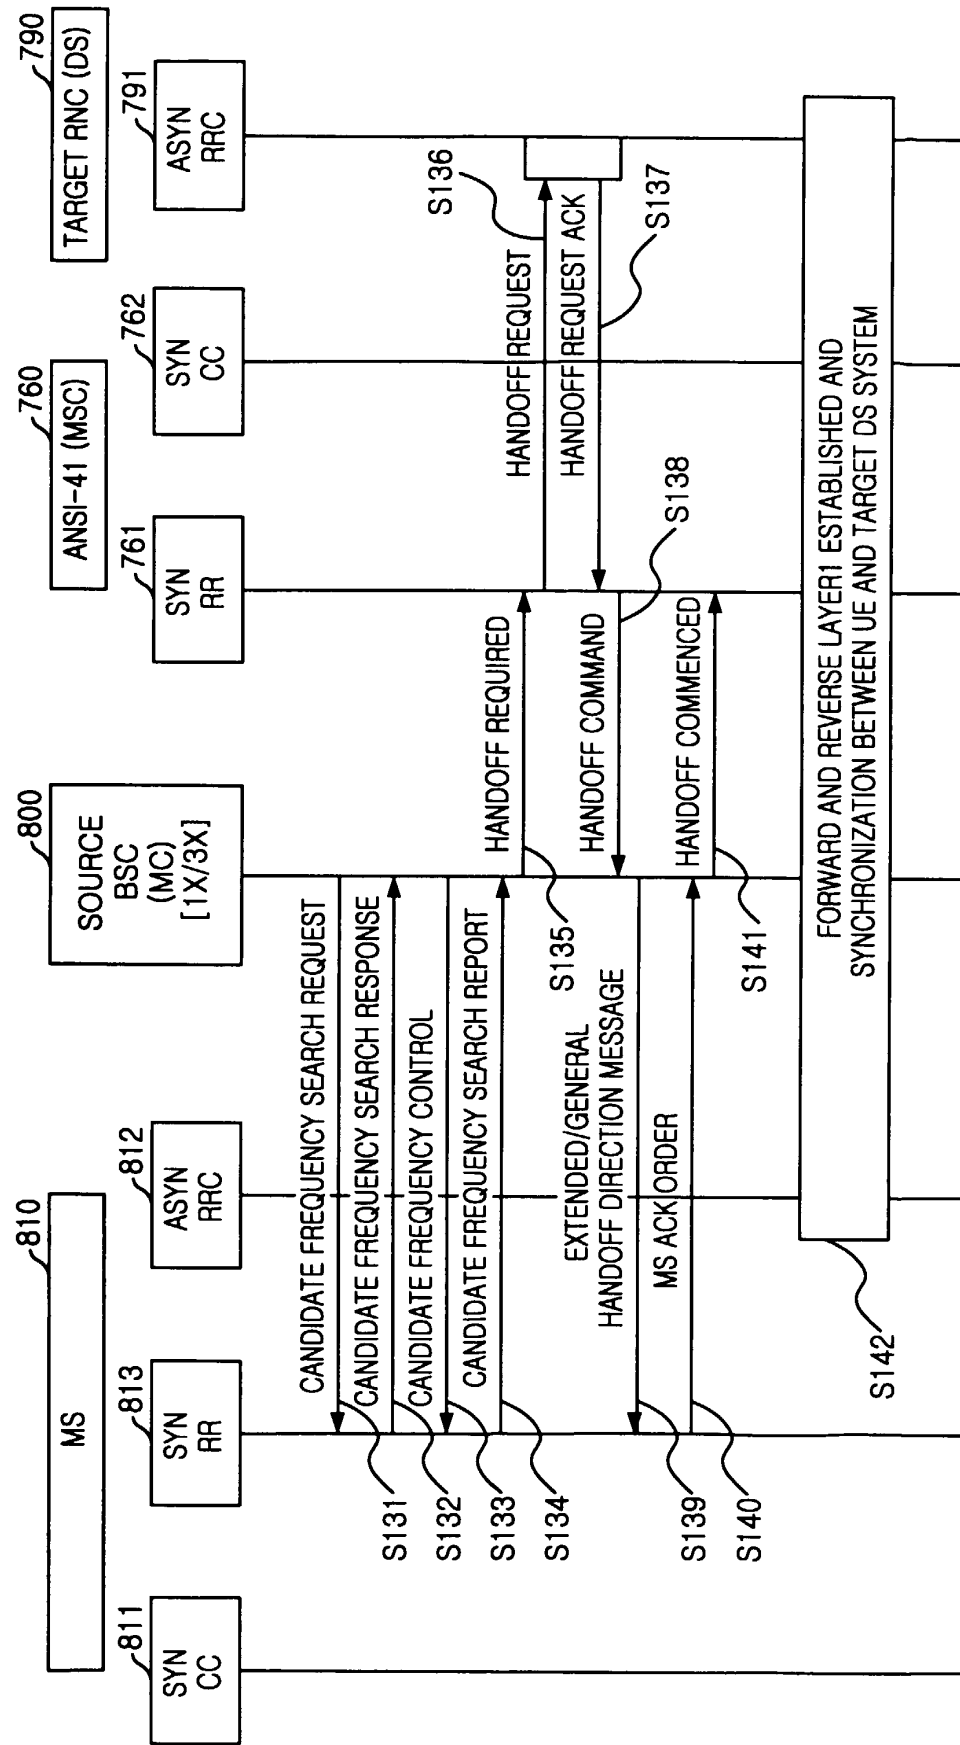 810
MS
800
SOURCE
BSC
(MC)
[1X/3X]
760
ANSI-41 (MSC)
790
TARGET RNC (DS)
811
SYN
CC
813
SYN
RR
812
ASYN
RRC
761
SYN
RR
762
SYN
CC
791
ASYN
RRC
CANDIDATE FREQUENCY SEARCH REQUEST
S131
CANDIDATE FREQUENCY SEARCH RESPONSE
S132
CANDIDATE FREQUENCY CONTROL
S133
CANDIDATE FREQUENCY SEARCH REPORT
S134
HANDOFF REQUIRED
S135
HANDOFF REQUEST
S136
HANDOFF REQUEST ACK
S137
HANDOFF COMMAND
S138
EXTENDED/GENERAL
HANDOFF DIRECTION MESSAGE
S139
MS ACK ORDER
S140
HANDOFF COMMENCED
S141
FORWARD AND REVERSE LAYER1 ESTABLISHED AND
SYNCHRONIZATION BETWEEN UE AND TARGET DS SYSTEM
S142